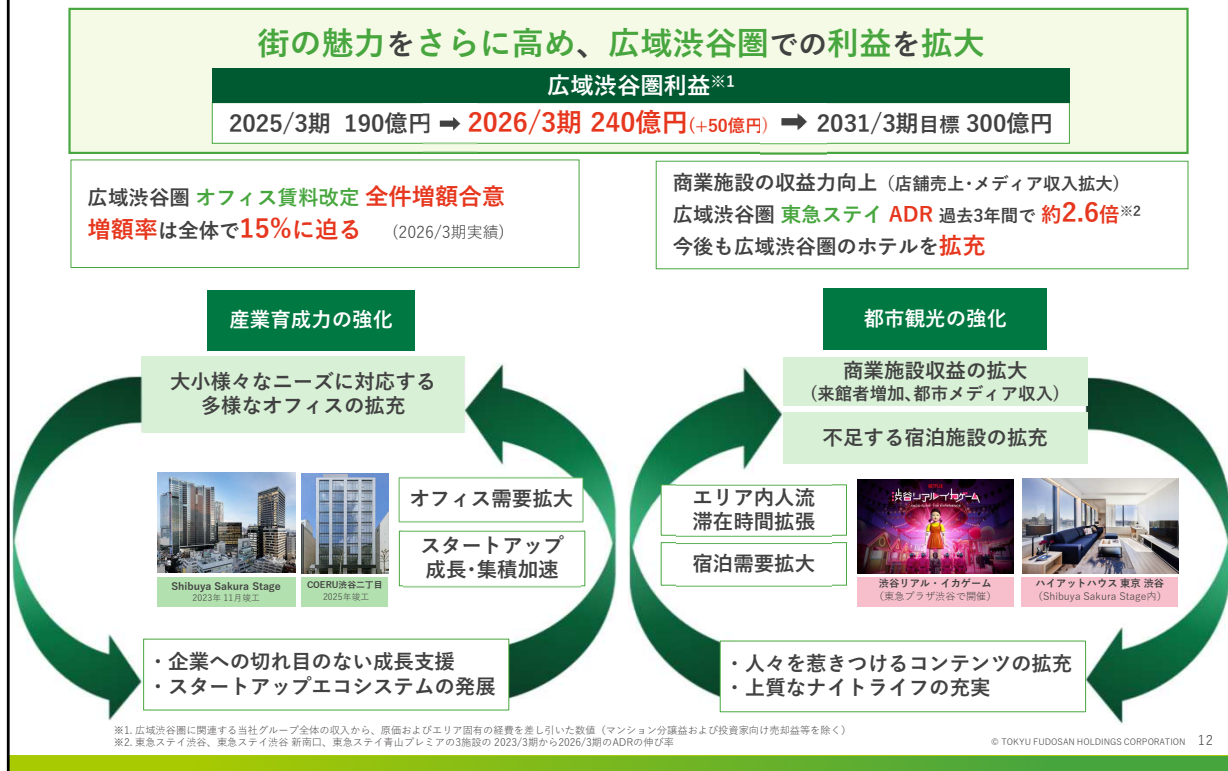 街の魅力をさらに高め、広域渋谷圏での利益を拡大
広域渋谷圏利益※1
2025/3期 190億円 ➡ 2026/3期 240億円(+50億円) ➡ 2031/3期目標 300億円
広域渋谷圏 オフィス賃料改定 全件増額合意
増額率は全体で15%に迫る (2026/3期実績)
商業施設の収益力向上（店舗売上・メディア収入拡大）
広域渋谷圏 東急ステイ ADR 過去3年間で 約2.6倍※2
今後も広域渋谷圏のホテルを拡充
産業育成力の強化
大小様々なニーズに対応する
多様なオフィスの拡充
オフィス需要拡大
スタートアップ
成長・集積加速
Shibuya Sakura Stage
2023年 11月竣工
COERU渋谷二丁目
2025年竣工
・企業への切れ目のない成長支援
・スタートアップエコシステムの発展
都市観光の強化
商業施設収益の拡大
(来館者増加、都市メディア収入)
不足する宿泊施設の拡充
エリア内人流
滞在時間拡張
宿泊需要拡大
NETFLIX
渋谷リアルイカゲーム
渋谷リアル・イカゲーム
（東急プラザ渋谷で開催）
ハイアットハウス 東京 渋谷
(Shibuya Sakura Stage内)
・人々を惹きつけるコンテンツの拡充
・上質なナイトライフの充実
※1. 広域渋谷圏に関連する当社グループ全体の収入から、原価およびエリア固有の経費を差し引いた数値（マンション分譲益および投資家向け売却益等を除く）
※2. 東急ステイ渋谷、東急ステイ渋谷 新南口、東急ステイ青山プレミアの3施設の 2023/3期から2026/3期のADRの伸び率
© TOKYU FUDOSAN HOLDINGS CORPORATION 12